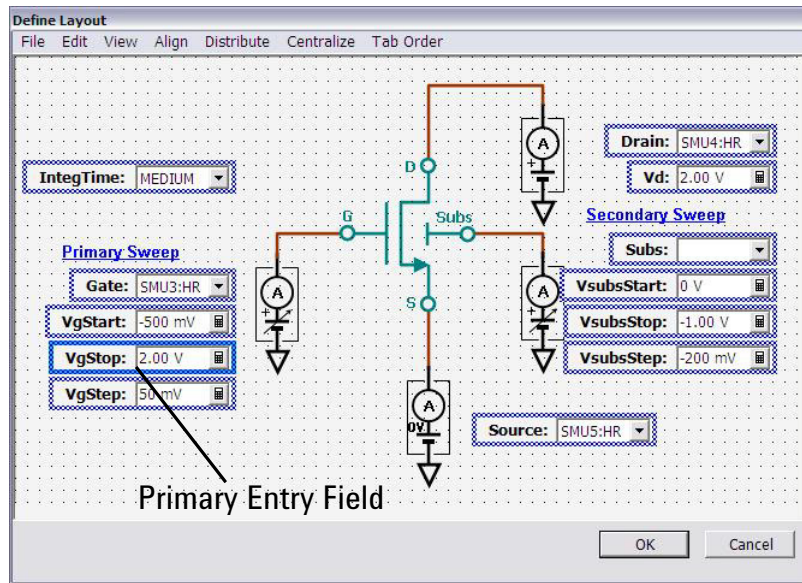 Define Layout
File Edit View Align Distribute Centralize Tab Order
IntegTime: MEDIUM
D
A
+
Drain: SMU4:HR
Vd: 2.00 V
G
Subs
Secondary Sweep
Primary Sweep
Subs:
Gate: SMU3:HR
A
+
A
+
VsubsStart: 0 V
VgStart: -500 mV
S
VsubsStop: -1.00 V
VgStop: 2.00 V
VsubsStep: -200 mV
VgStep: 50 mV
A
0V
Source: SMU5:HR
Primary Entry Field
OK Cancel